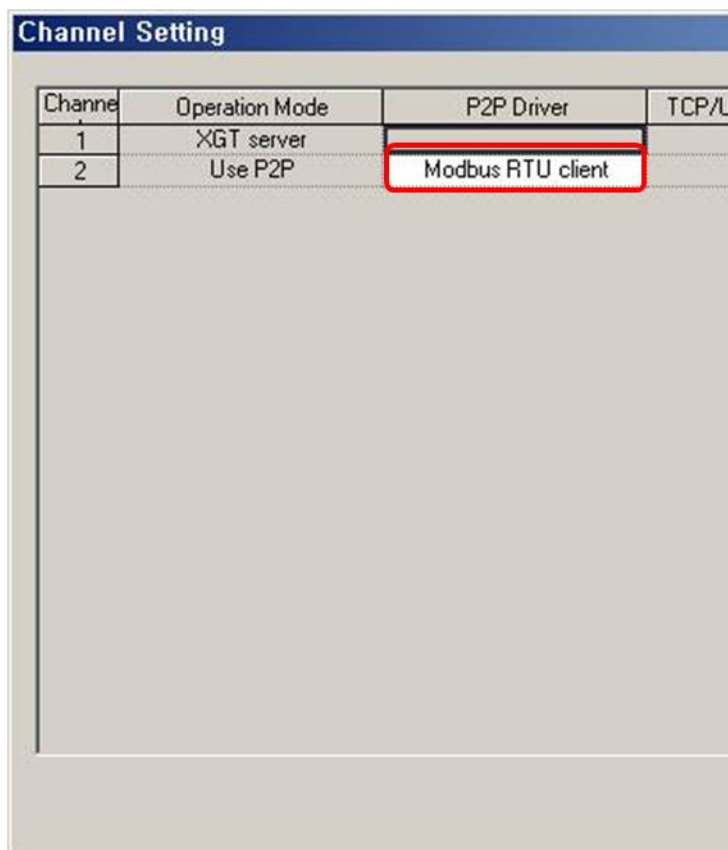 Channel Setting
Channe Operation Mode P2P Driver TCP/U
1 XGT server
2 Use P2P Modbus RTU client